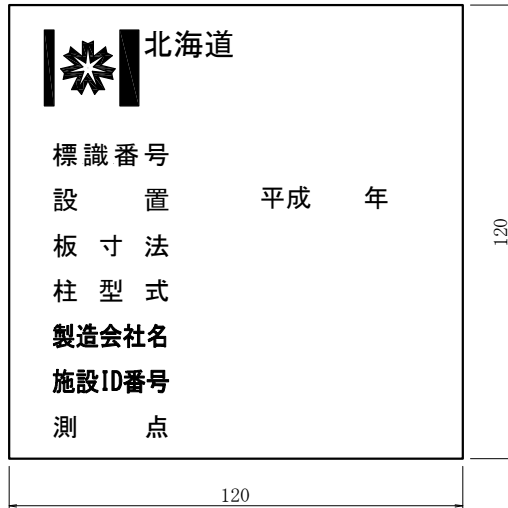 北海道
標識番号
設 置 平成 年
板寸法
柱型式
製造会社名
施設ID番号
測 点
120
120